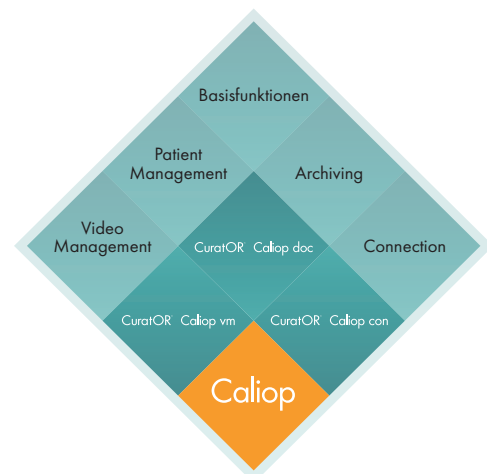 Basisfunktionen
Patient
Management
Archiving
Video
Management
CuratOR Caliop doc
Connection
CuratOR Caliop vm
CuratOR Caliop con
Caliop